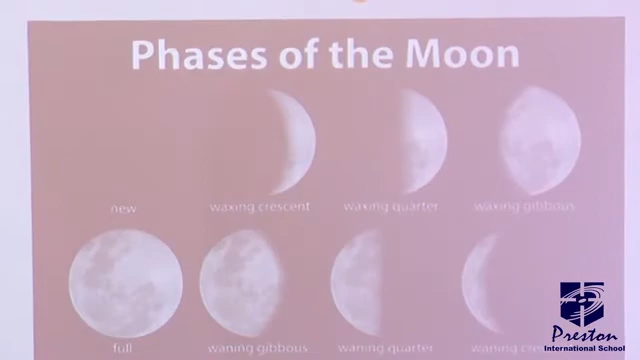 Phases of the Moon
new
waxing crescent
waxing quarter
waxing gibbous
full
waning gibbous
waning quarter
waning
Preston
International School